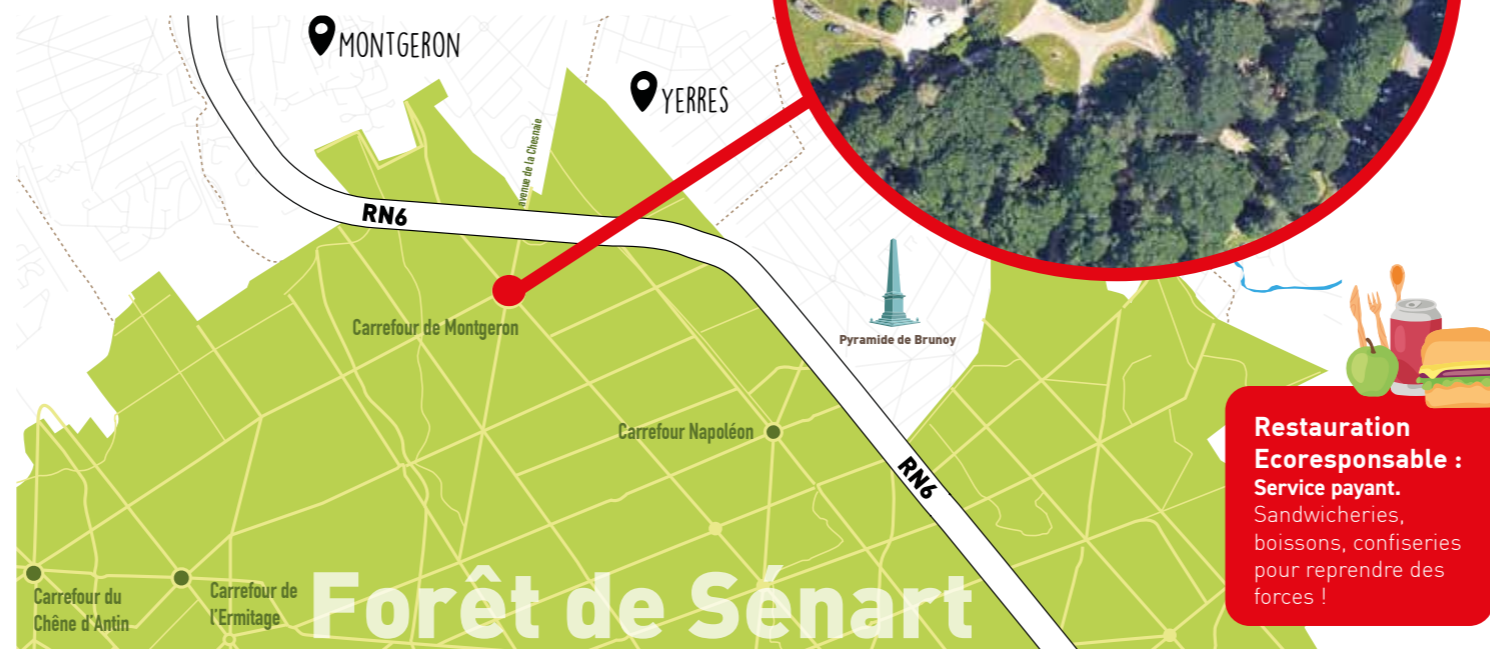 MONTGERON
YERRES
avenue de la Chesnaie
RN6
Carrefour de Montgeron
Pyramide de Brunoy
Carrefour Napoléon
RN6
Restauration
Ecoresponsable :
Service payant.
Sandwicheries,
boissons, confiseries
pour reprendre des
forces !
Carrefour du
Chêne d'Antin
Carrefour de
l'Ermitage
Forêt de Sénart